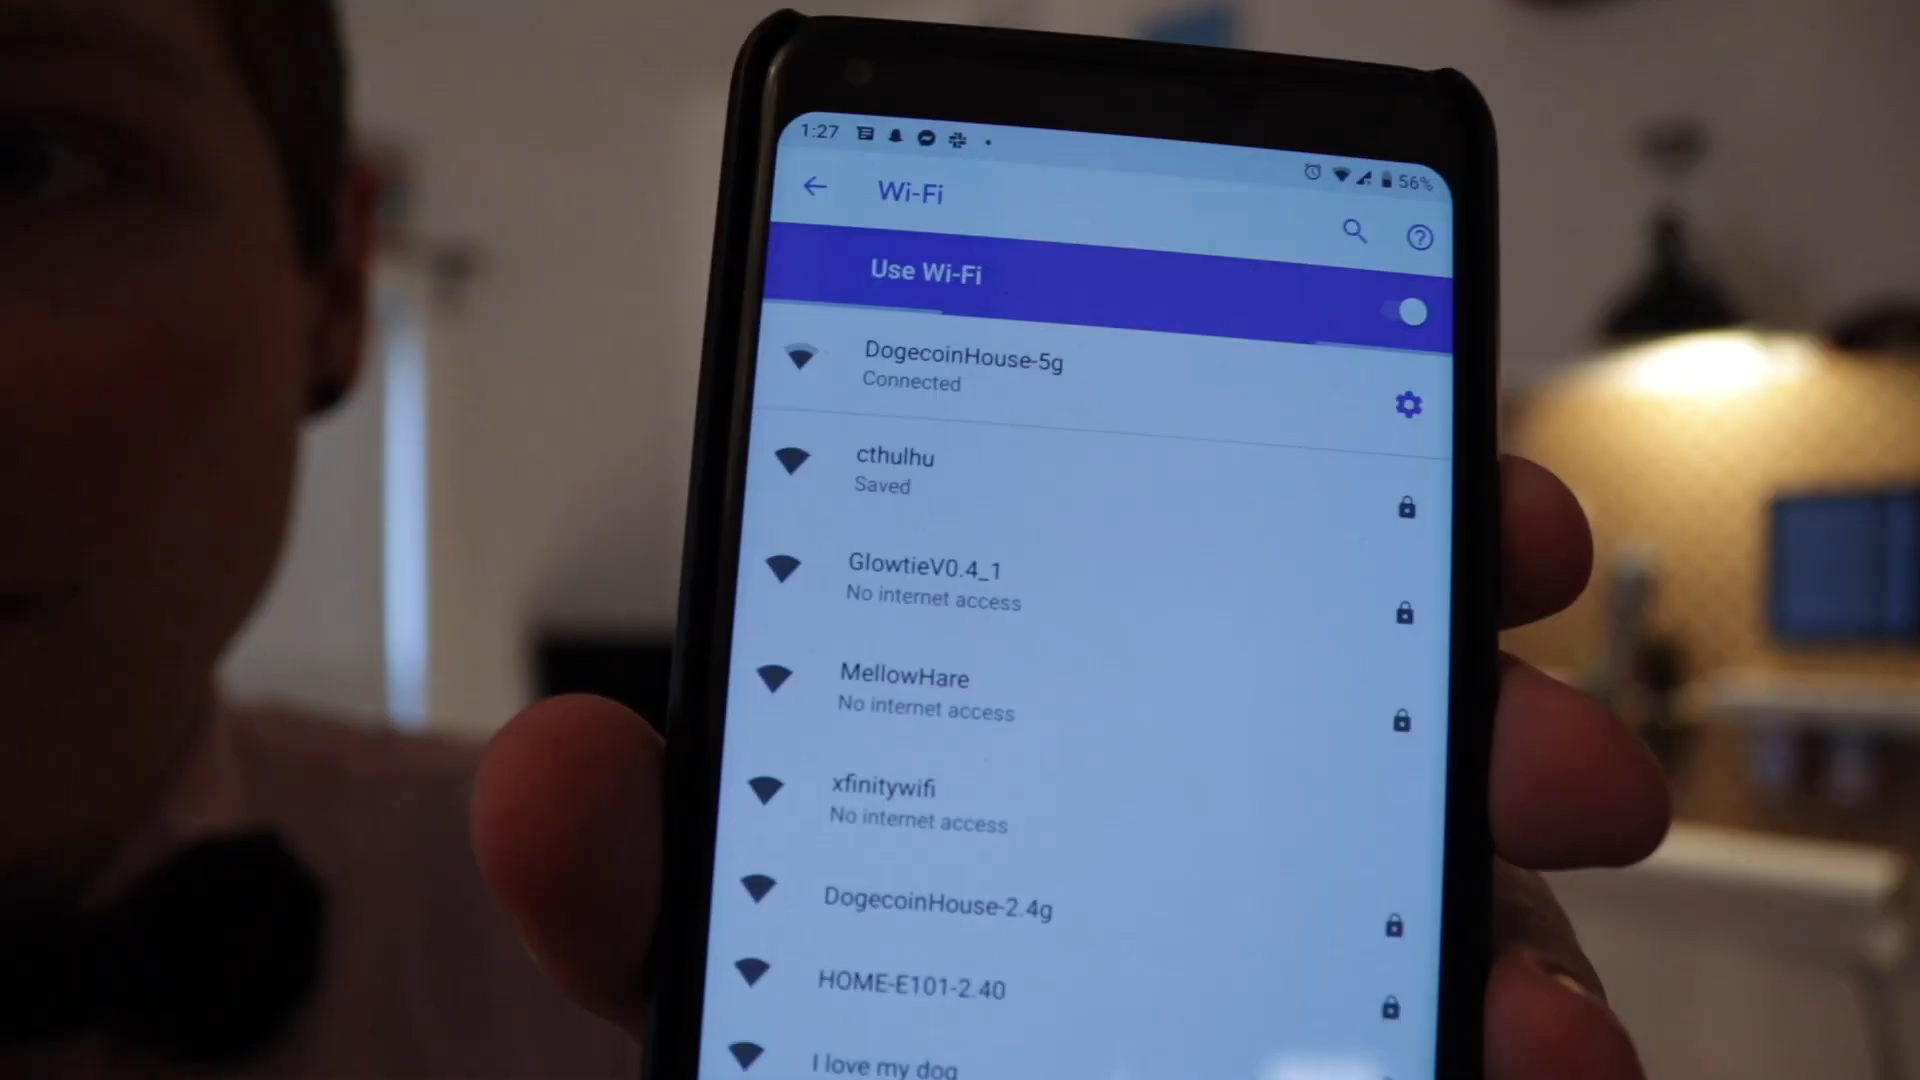 1:27
56%
Wi-Fi
Use Wi-Fi
DogecoinHouse-5g
Connected
cthulhu
Saved
GlowtieV0.4_1
No internet access
MellowHare
No internet access
xfinitywifi
No internet access
DogecoinHouse-2.4g
HOME-E101-2.40
I love my dog